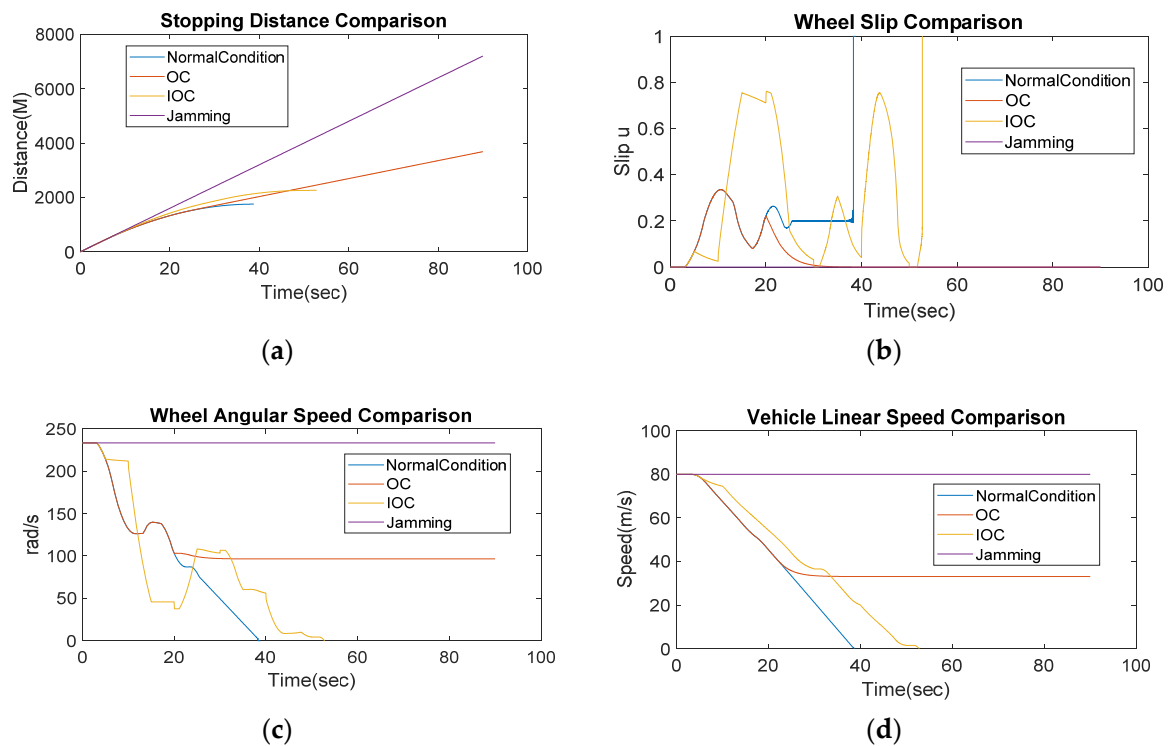 (a)
(b)
Stopping Distance Comparison
8000
6000
4000
2000
0
Distance(M)
NormalCondition
OC
IOC
Jamming
0 20 40 60 80 100
Time(sec)
Wheel Slip Comparison
1
0.8
0.6
0.4
0.2
0
Slip u
NormalCondition
OC
IOC
Jamming
0 20 40 60 80 100
Time(sec)
(a)
(b)
Wheel Angular Speed Comparison
250
200
150
100
50
0
rad/s
NormalCondition
OC
IOC
Jamming
0 20 40 60 80 100
Time(sec)
Vehicle Linear Speed Comparison
100
80
60
40
20
0
Speed(m/s)
NormalCondition
OC
IOC
Jamming
0 20 40 60 80 100
Time(sec)
(c)
(d)